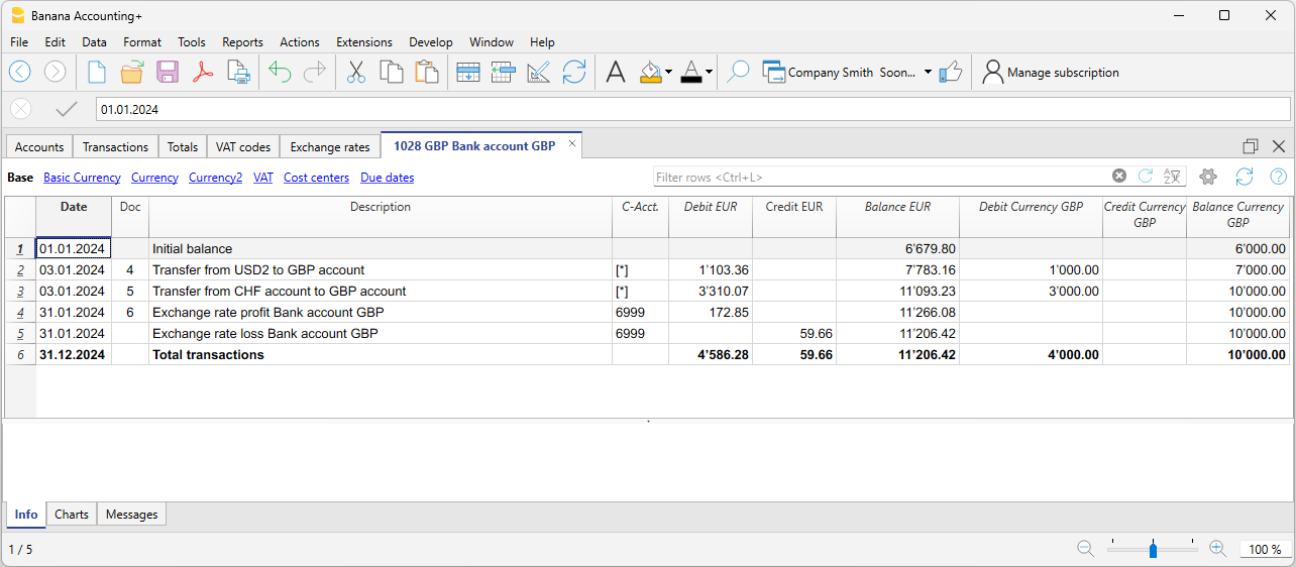 Banana Accounting+
File Edit Data Format Tools Reports Actions Extensions Develop Window Help
A A Company Smith Soon... Manage subscription
01.01.2024
Accounts Transactions Totals VAT codes Exchange rates 1028 GBP Bank account GBP
Base Basic Currency Currency Currency2 VAT Cost centers Due dates Filter rows <Ctrl+L>
Date Doc Description C-Acct. Debit EUR Credit EUR Balance EUR Debit Currency GBP Credit Currency Balance Currency
GBP GBP
1 01.01.2024 Initial balance 6'679.80 6'000.00
2 03.01.2024 4 Transfer from USD2 to GBP account [*] 1'103.36 7'783.16 1'000.00 7'000.00
3 03.01.2024 5 Transfer from CHF account to GBP account [*] 3'310.07 11'093.23 3'000.00 10'000.00
4 31.01.2024 6 Exchange rate profit Bank account GBP 6999 172.85 11'266.08 10'000.00
5 31.01.2024 Exchange rate loss Bank account GBP 6999 59.66 11'206.42 10'000.00
6 31.12.2024 Total transactions 4'586.28 59.66 11'206.42 4'000.00 10'000.00
Info Charts Messages
1 / 5 100 %